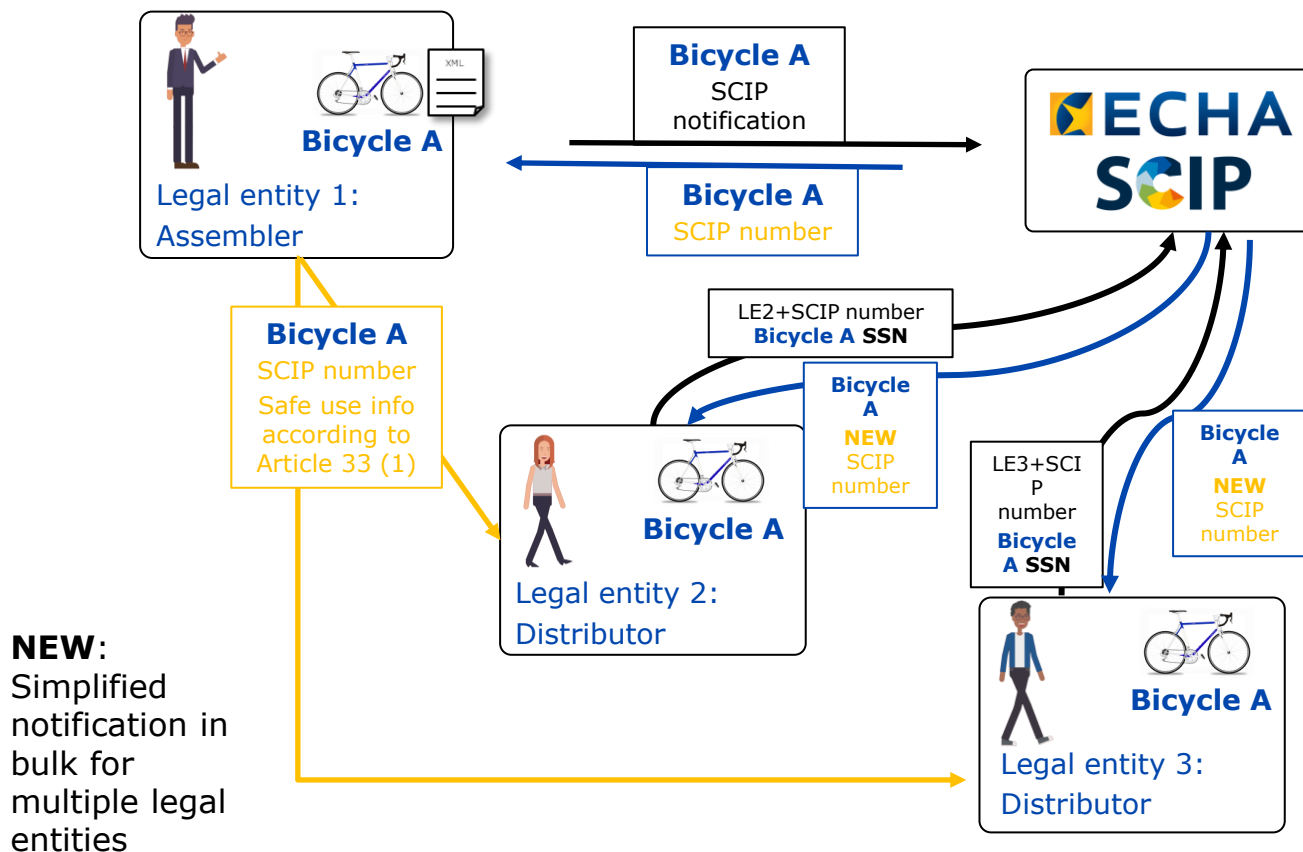 XML
Bicycle A
Legal entity 1:
Assembler
Bicycle A
SCIP
notification
Bicycle A
SCIP number
ECHA
SCIP
Bicycle A
SCIP number
Safe use info
according to
Article 33 (1)
LE2+SCIP number
Bicycle A SSN
Bicycle
A
NEW
SCIP
number
Bicycle A
Legal entity 2:
Distributor
LE3+SCI
P
number
Bicycle
A SSN
Bicycle
A
NEW
SCIP
number
Bicycle A
Legal entity 3:
Distributor
NEW:
Simplified
notification in
bulk for
multiple legal
entities